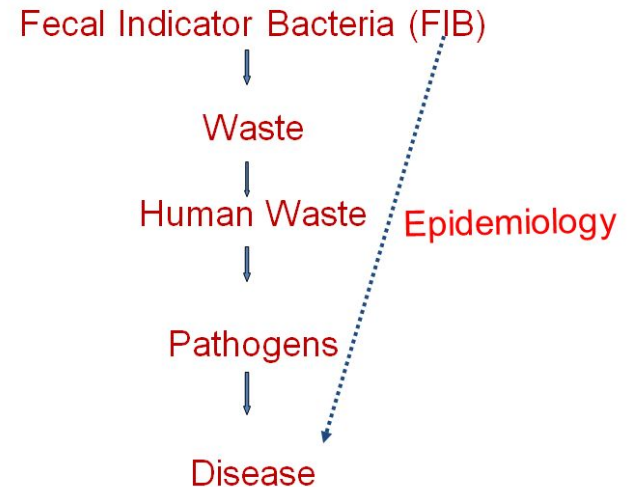 Fecal Indicator Bacteria (FIB)
Waste
Human Waste
Epidemiology
Pathogens
Disease